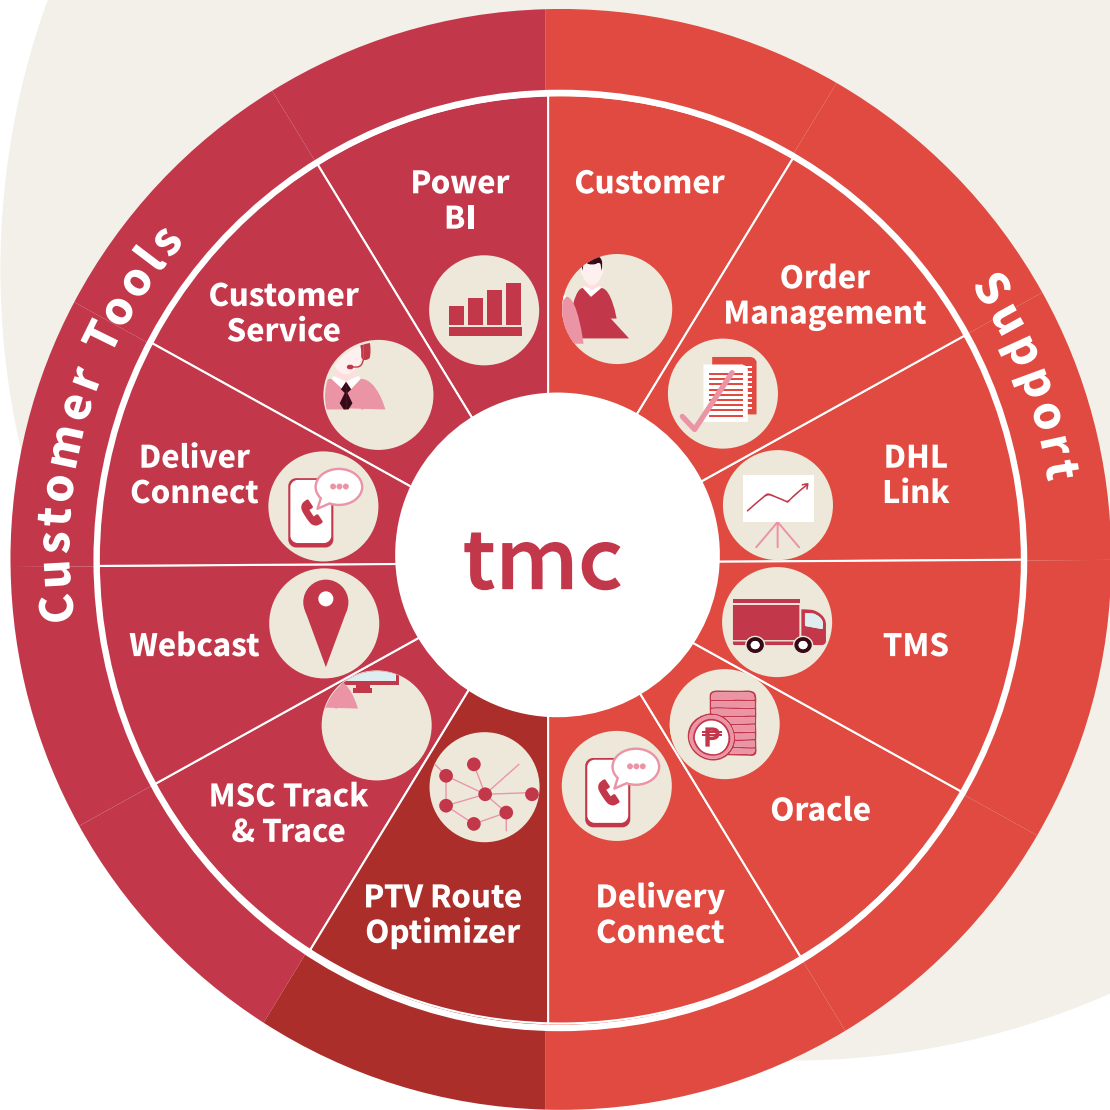 Customer Tools
Support
Power
BI
Customer
Order
Management
DHL
Link
TMS
Oracle
Delivery
Connect
PTV Route
Optimizer
MSC Track
& Trace
Webcast
Deliver
Connect
Customer
Service
tmc
₱